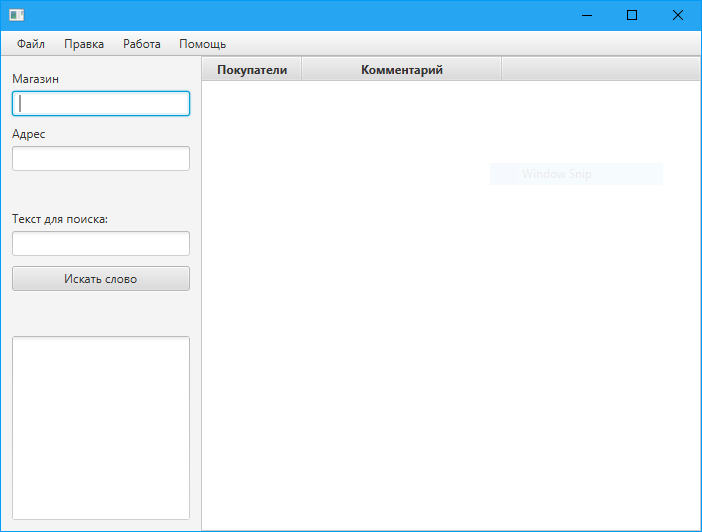 Файл Правка Работа Помощь
Магазин
Адрес
Текст для поиска:
Искать слово
Покупатели Комментарий
Window Snip